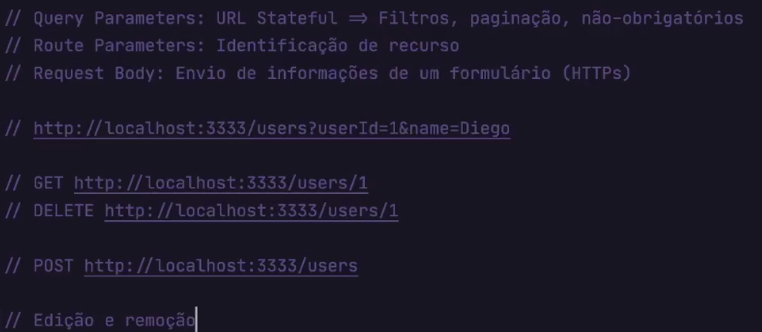 // Query Parameters: URL Stateful => Filtros, paginação, não-obrigatórios
// Route Parameters: Identificação de recurso
// Request Body: Envio de informações de um formulário (HTTPs)
// http://localhost:3333/users?userId=1&name=Diego
// GET http://localhost:3333/users/1
// DELETE http://localhost:3333/users/1
// POST http://localhost:3333/users
// Edição e remoção